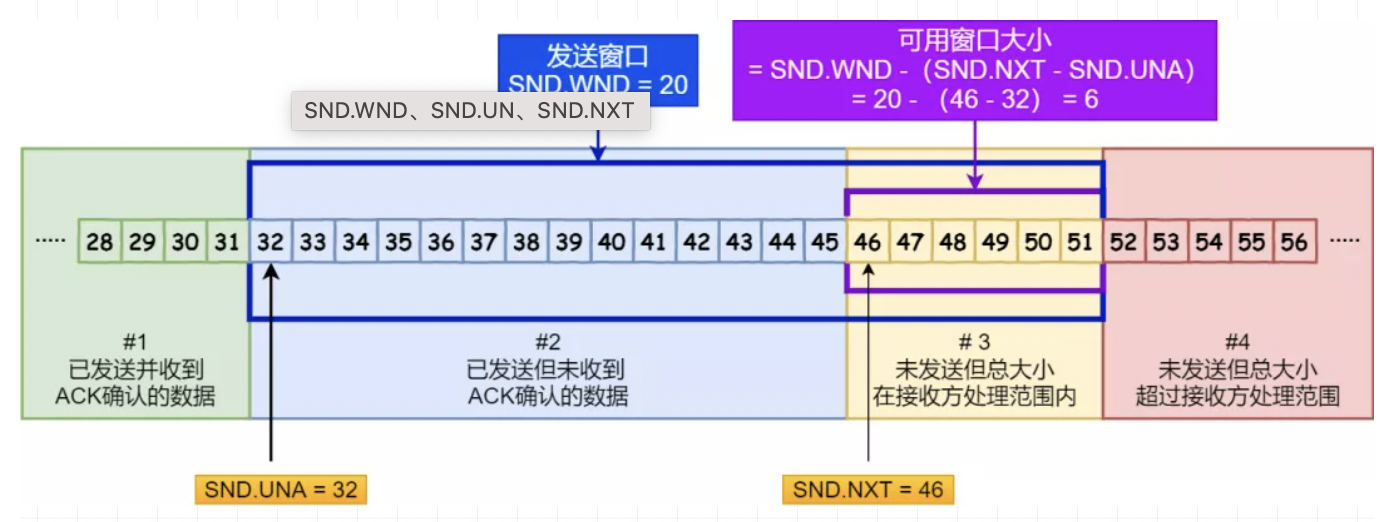 发送窗口
SND.WND = 20
SND.WND、SND.UN、SND.NXT
可用窗口大小
= SND.WND -（SND.NXT - SND.UNA）
= 20 - （46 - 32） = 6
..... 28 29 30 31 32 33 34 35 36 37 38 39 40 41 42 43 44 45 46 47 48 49 50 51 52 53 54 55 56 .....
#1
已发送并收到
ACK确认的数据
#2
已发送但未收到
ACK确认的数据
# 3
未发送但总大小
在接收方处理范围内
#4
未发送但总大小
超过接收方处理范围
SND.UNA = 32
SND.NXT = 46